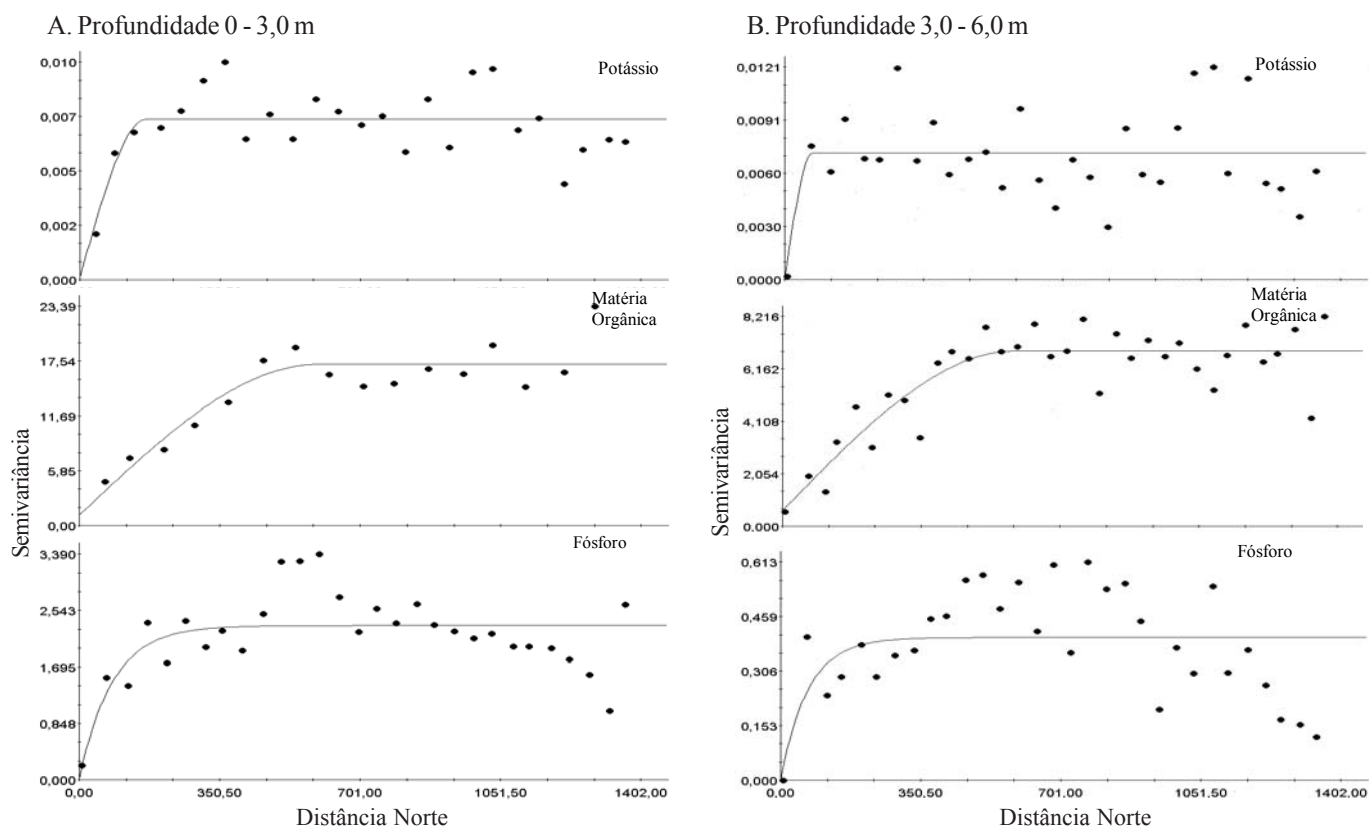 A. Profundidade 0 - 3,0 m
0,010
Potássio
0,007
0,005
0,002
0,000
23,39
Matéria
Orgânica
17,54
11,69
5,85
0,00
Semivariância
3,390
Fósforo
2,543
1,695
0,848
0,000
0,00 350,50 701,00 1051,50 1402,00
Distância Norte
B. Profundidade 3,0 - 6,0 m
0,0121
Potássio
0,0091
0,0060
0,0030
0,0000
8,216
Matéria
Orgânica
6,162
4,108
2,054
0.000
Semivariância
0,613
Fósforo
0,459
0,306
0,153
0,000
0,00 350,50 701,00 1051,50 1402,00
Distância Norte